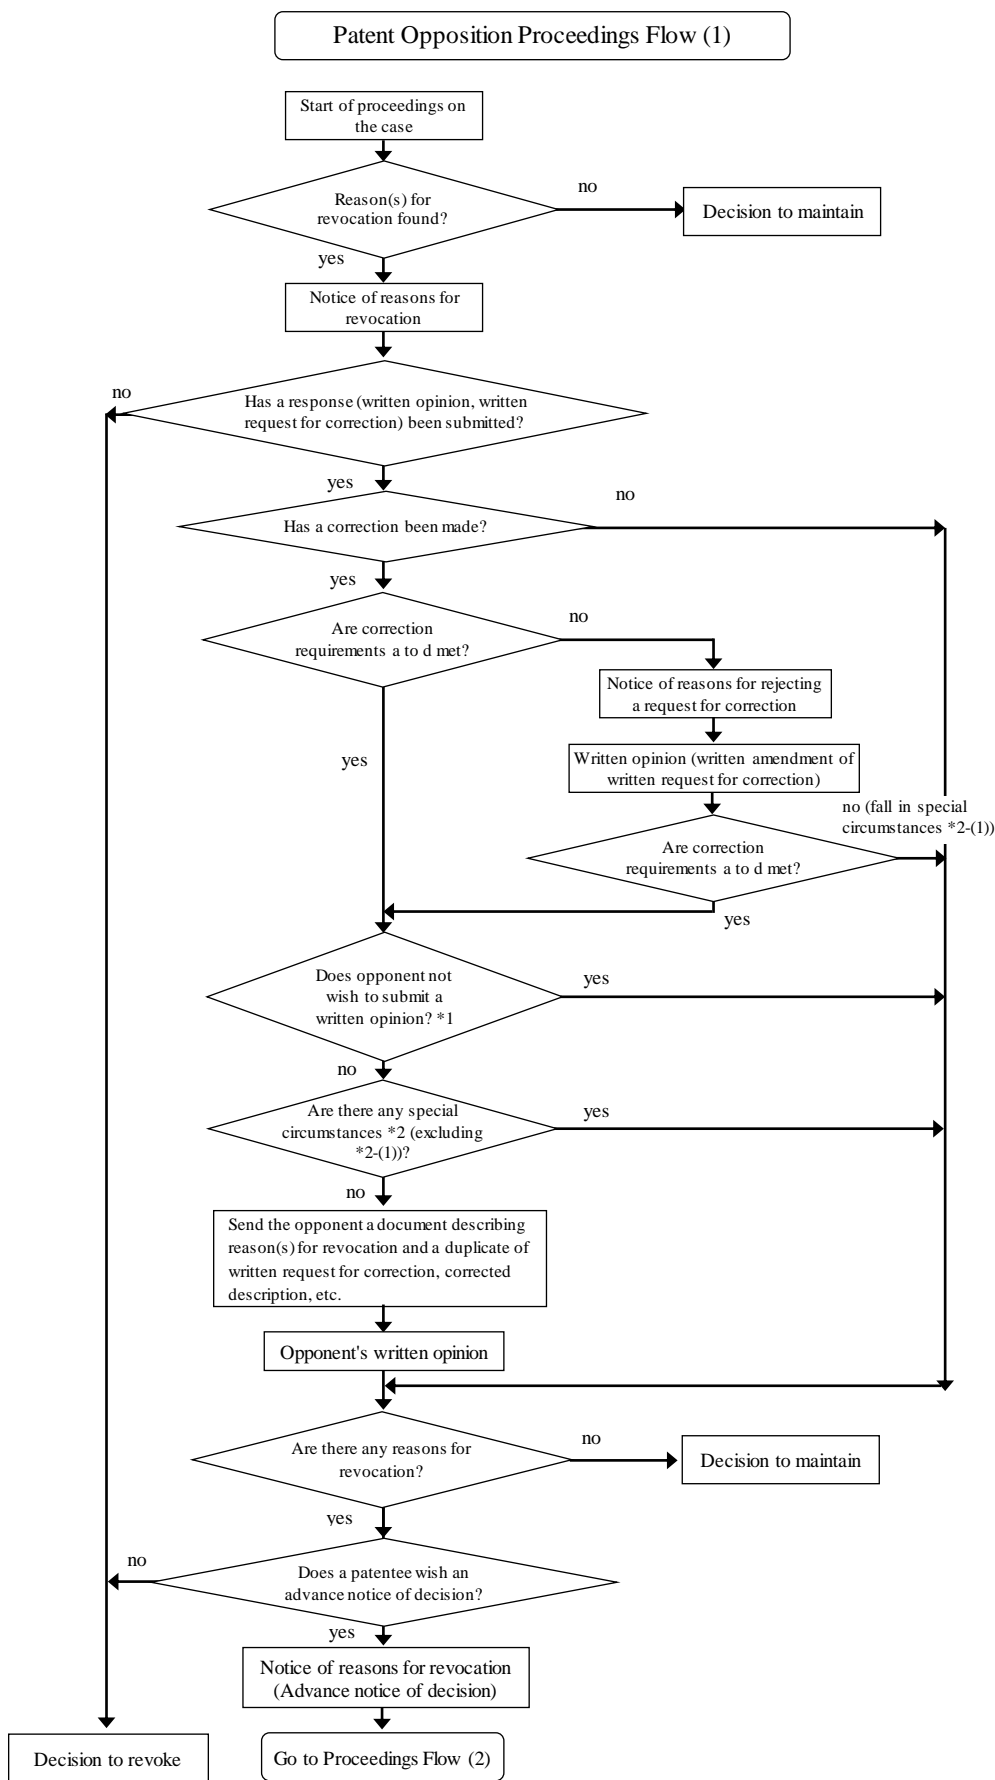 Patent Opposition Proceedings Flow (1)
Start of proceedings on
the case
Reason(s) for
revocation found?
no
Decision to maintain
yes
Notice of reasons for
revocation
no
Has a response (written opinion, written
request for correction) been submitted?
yes
no
Has a correction been made?
yes
no
Are correction
requirements a to d met?
Notice of reasons for rejecting
a request for correction
yes
Written opinion (written amendment of
written request for correction)
no (fall in special
circumstances *2-(1))
Are correction
requirements a to d met?
yes
Does opponent not
wish to submit a
written opinion? *1
yes
no
Are there any special
circumstances *2 (excluding
*2-(1))?
yes
no
Send the opponent a document describing
reason(s) for revocation and a duplicate of
written request for correction, corrected
description, etc.
Opponent's written opinion
Are there any reasons for
revocation?
no
Decision to maintain
yes
no
Does a patentee wish an
advance notice of decision?
yes
Notice of reasons for revocation
(Advance notice of decision)
Decision to revoke
Go to Proceedings Flow (2)